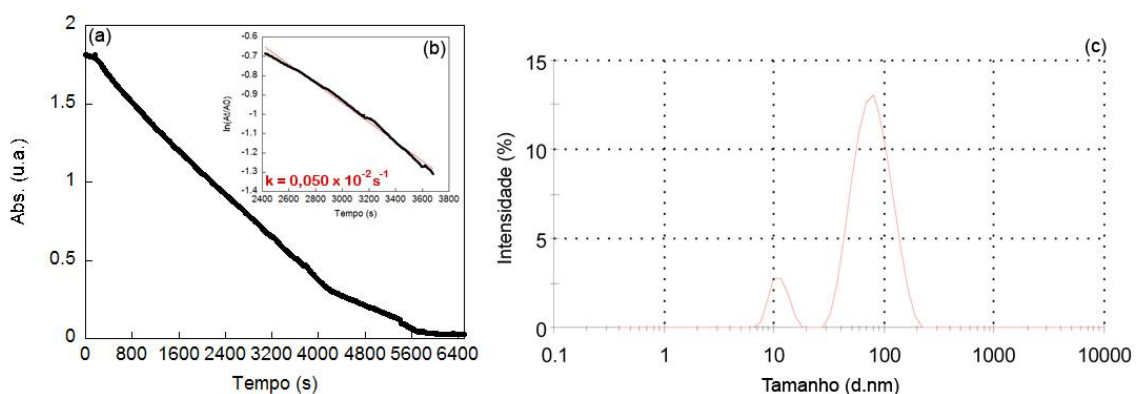 (a)
Abs. (u.a.)
2
1.5
1
0.5
0
0 800 1600 2400 3200 4000 4800 5600 6400
Tempo (s)
(b)
ln(At/A0)
-0.6
-0.7
-0.8
-0.9
-1
-1.1
-1.2
-1.3
-1.4
k = 0,050 x 10⁻² s⁻¹
2400 2600 2800 3000 3200 3400 3600 3800
Tempo (s)
(c)
Intensidade (%)
15
10
5
0
0.1 1 10 100 1000 10000
Tamanho (d.nm)